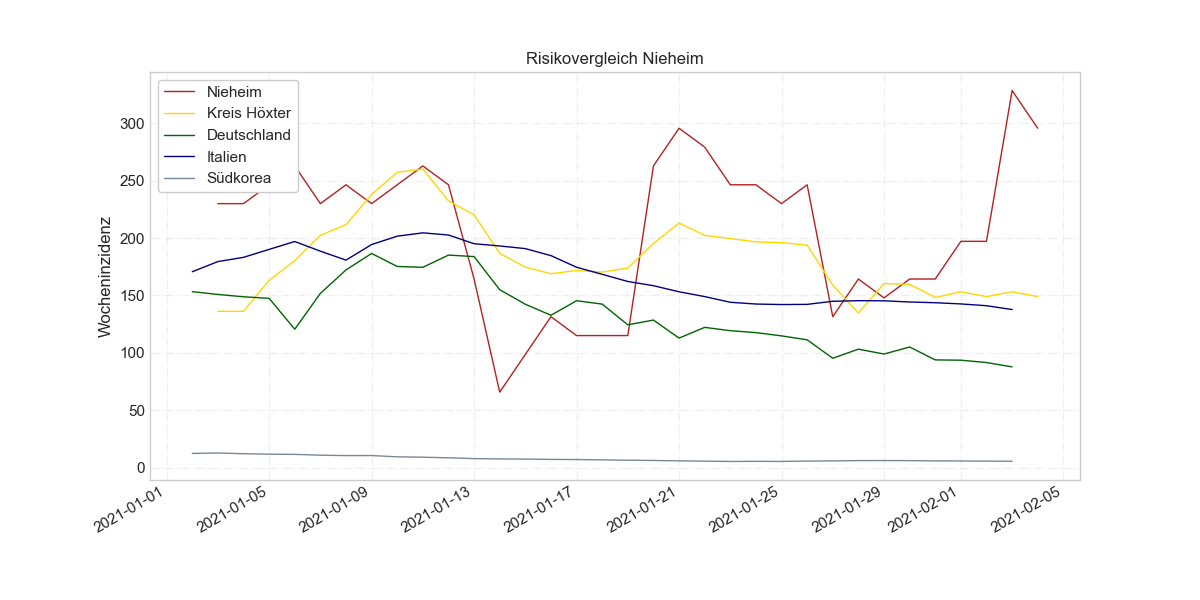 Risikovergleich Nieheim
Nieheim
Kreis Höxter
Deutschland
Italien
Südkorea
Wocheninzidenz
300
250
200
150
100
50
0
2021-01-01
2021-01-05
2021-01-09
2021-01-13
2021-01-17
2021-01-21
2021-01-25
2021-01-29
2021-02-01
2021-02-05